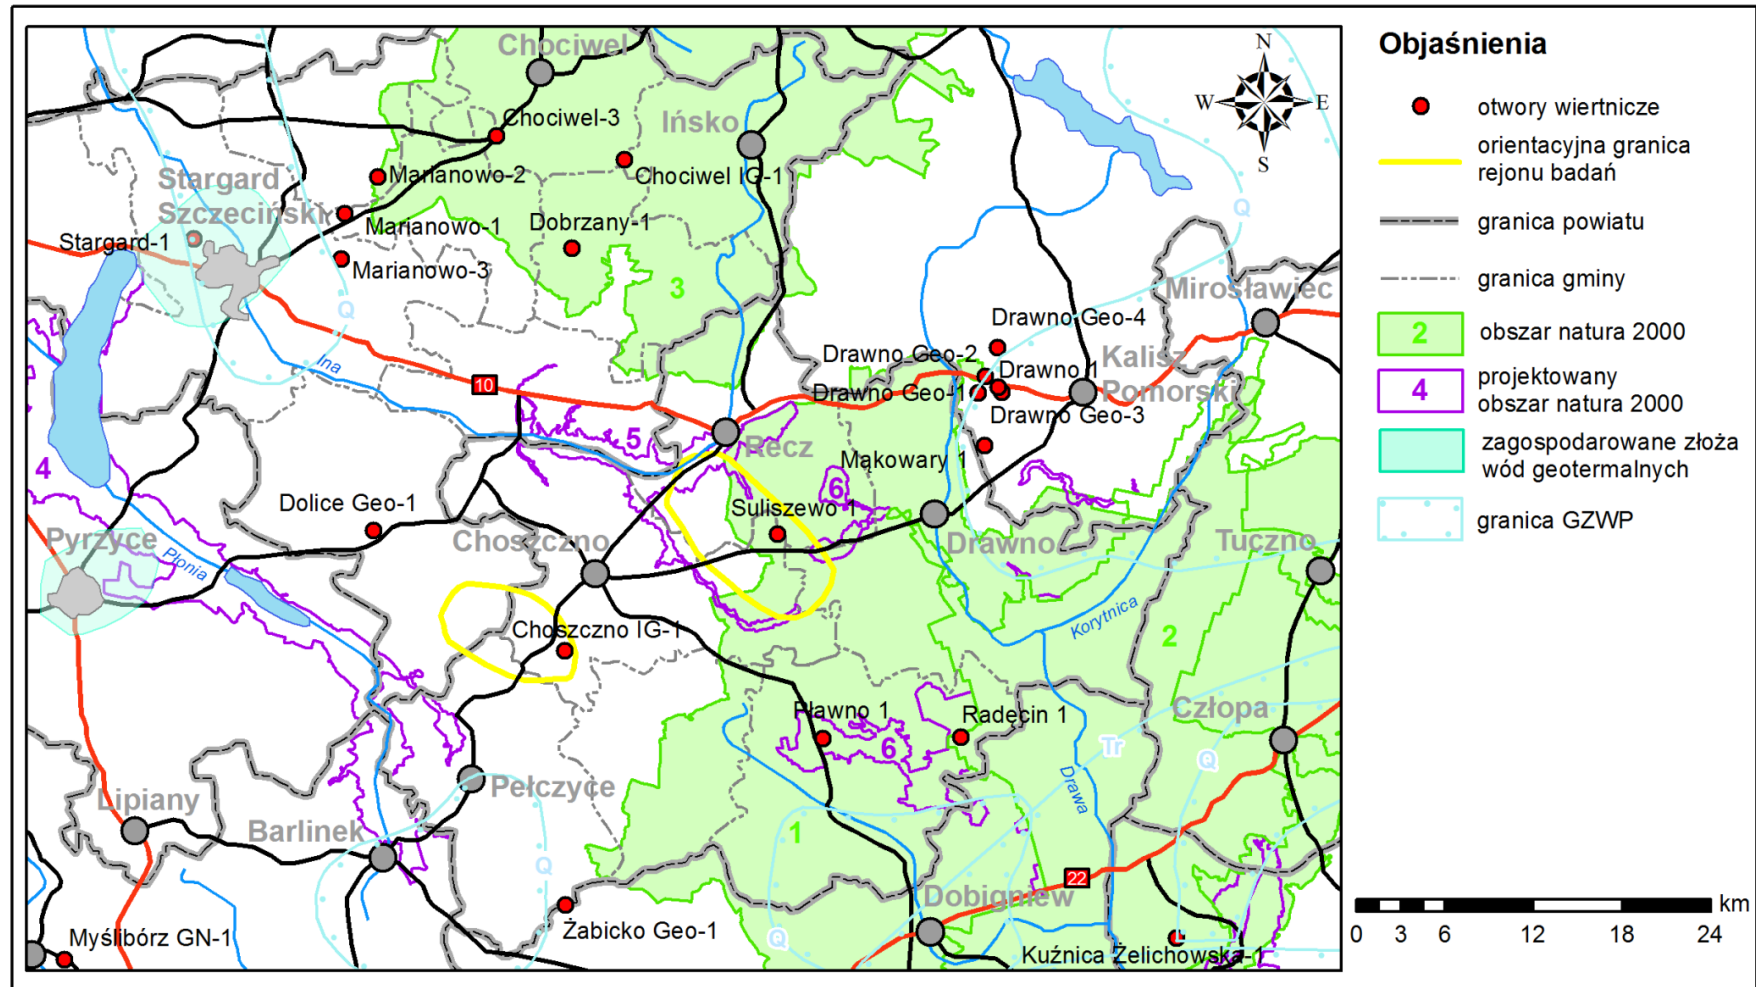 Chociwel
Chociwel-3
Ińsko
Marianowo-2
Chociwel IG-1
Stargard
Szczeciński
Marianowo-1
Dobrzany-1
Stargard-1
Marianowo-3
3
Q
Q
N
W
E
S
Mirosławiec
Drawno Geo-4
Drawno Geo-2
Drawno 1
Kalisz
Pomorski
Drawno Geo-1
Drawno Geo-3
Ina
10
5
Recz
Mąkowary 1
4
6
Dolice Geo-1
Suliszewo 1
Pyrzyce
Płonia
Choszczno
Drawno
Tuczno
Choszczno IG-1
Korytnica
2
Pławno 1
Radęcin 1
6
Człopa
Tr
Q
Drawa
Pełczyce
Lipiany
Barlinek
1
Q
22
Dobigniew
Żabicko Geo-1
Q
Myślibórz GN-1
Kuźnica Żelichowska-1
Objaśnienia
otwory wiertnicze
orientacyjna granica
rejonu badań
granica powiatu
granica gminy
2 obszar natura 2000
4 projektowany
obszar natura 2000
zagospodarowane złoża
wód geotermalnych
granica GZWP
km
0 3 6 12 18 24